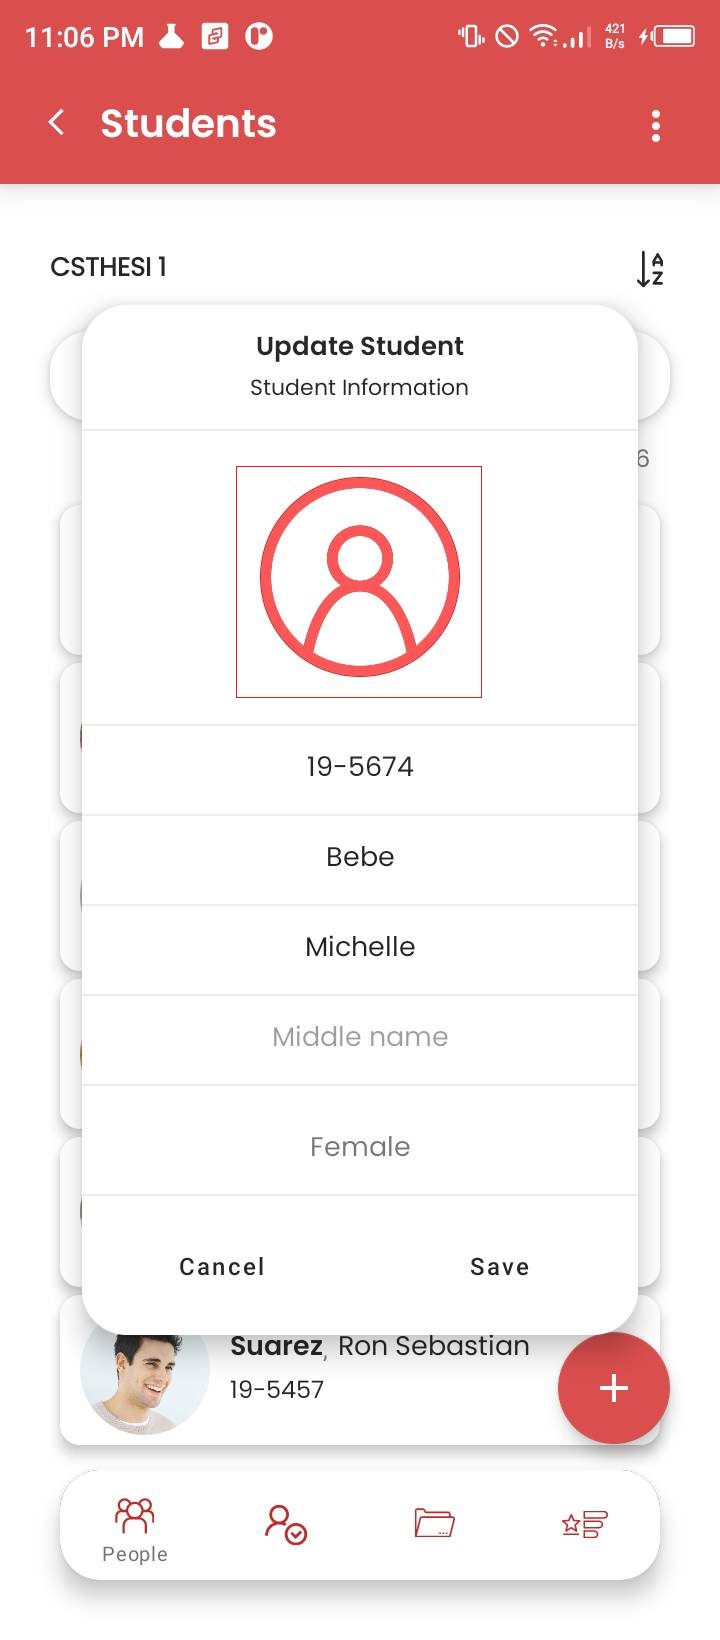 11:06 PM
421
B/s
Students
CSTHESI 1
A
Z
Update Student
Student Information
6
19-5674
Bebe
Michelle
Middle name
Female
Cancel
Save
Suarez, Ron Sebastian
19-5457
People